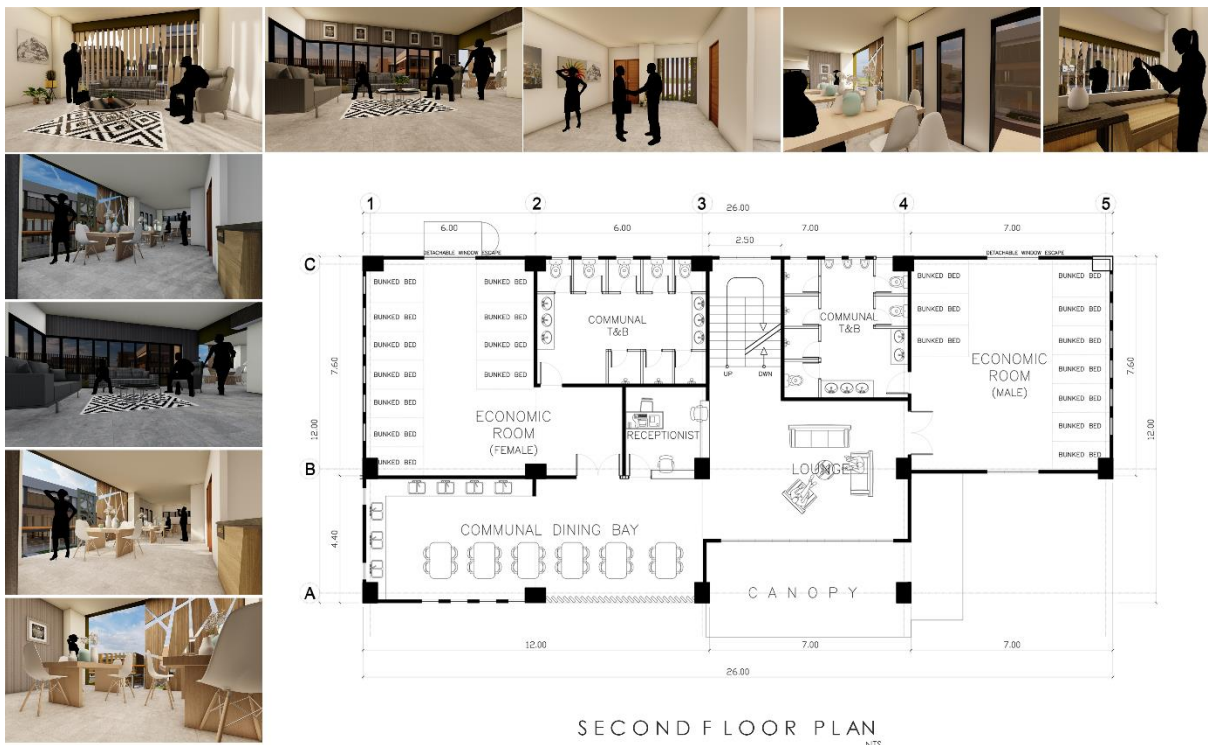 1 2 3 4 5
26.00
6.00 6.00 7.00 7.00
2.50
DETACHABLE WINDOW ESCAPE DETACHABLE WINDOW ESCAPE
C
BUNKED BED BUNKED BED BUNKED BED BUNKED BED
BUNKED BED BUNKED BED BUNKED BED BUNKED BED
COMMUNAL
T&B
COMMUNAL
T&B
BUNKED BED BUNKED BED BUNKED BED BUNKED BED
7.60 7.60
ECONOMIC
ROOM
(MALE)
BUNKED BED BUNKED BED BUNKED BED
UP DWN
BUNKED BED BUNKED BED
ECONOMIC
ROOM
(FEMALE)
RECEPTIONIST
BUNKED BED BUNKED BED
12.00 12.00
BUNKED BED BUNKED BED
B
LOUNGE
4.40
COMMUNAL DINING BAY
A
CANOPY
12.00 7.00 7.00
26.00
SECOND FLOOR PLAN
NTS